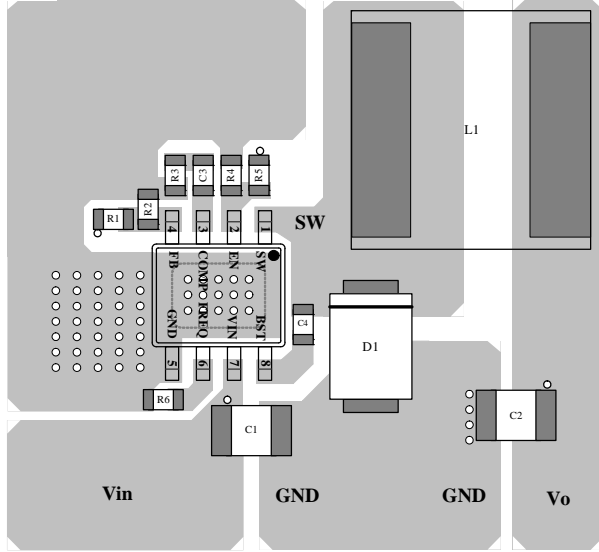 L1
R3
C3
R4
R5
R1
R2
SW
4
3
2
1
FB
COMP
EN
SW
GND
FREQ
VIN
BST
C4
D1
5
6
7
8
R6
C1
C2
Vin
GND
GND
Vo